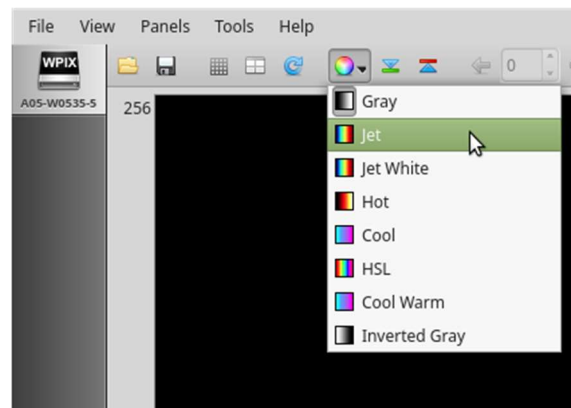 File View Panels Tools Help
WPIX
A05-W0535-5
0
256
Gray
Jet
Jet White
Hot
Cool
HSL
Cool Warm
Inverted Gray